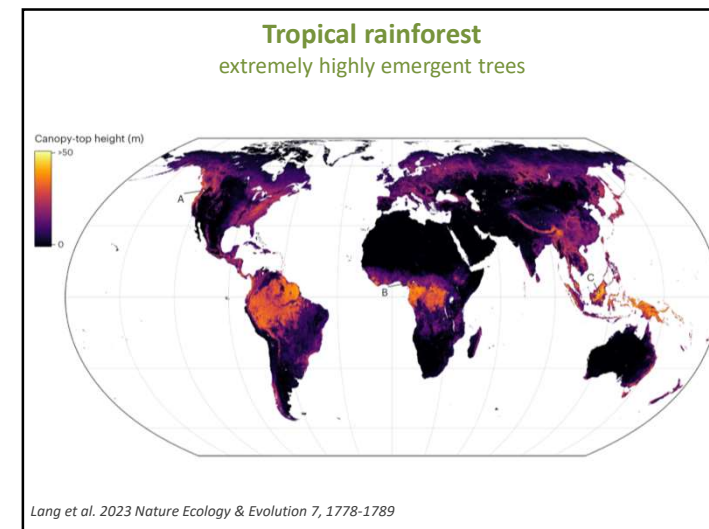 Tropical rainforest
extremely highly emergent trees
Canopy-top height (m)
>50
0
A
B
C
Lang et al. 2023 Nature Ecology & Evolution 7, 1778-1789